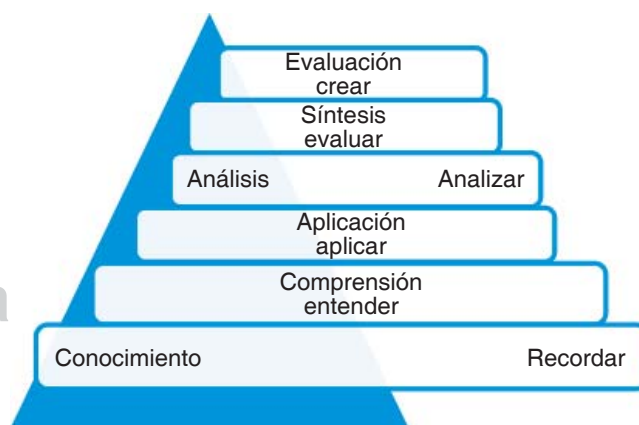 Evaluación
crear
Síntesis
evaluar
Análisis Analizar
Aplicación
aplicar
Comprensión
entender
Conocimiento Recordar